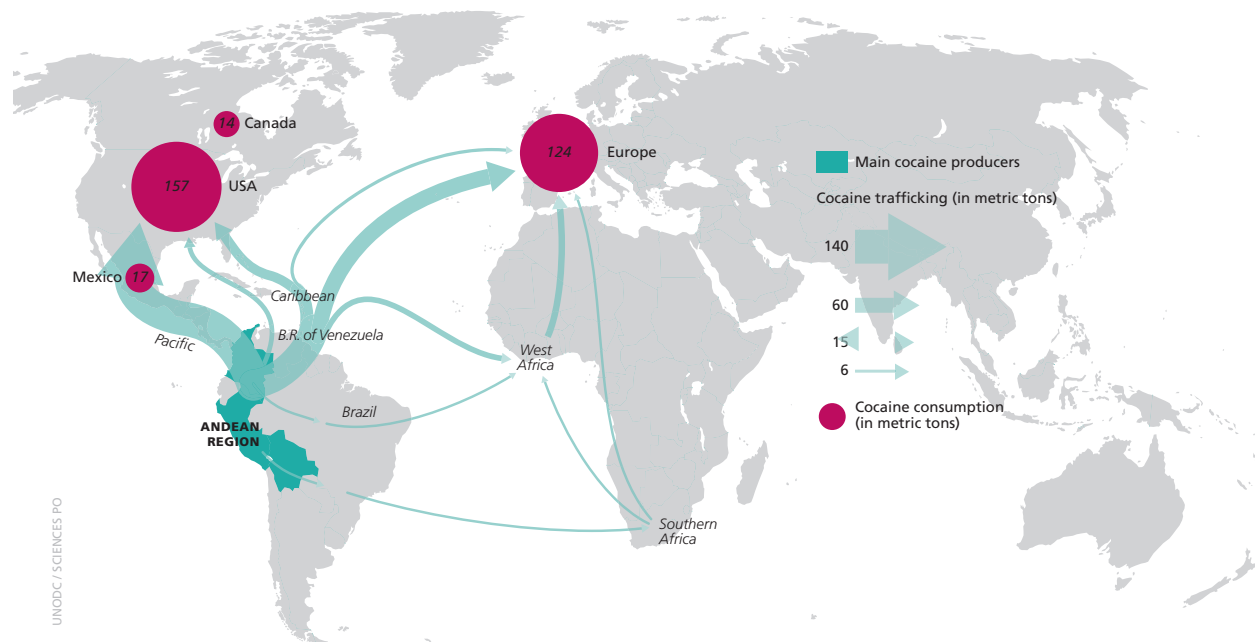 14 Canada
157 USA
Mexico 17
Caribbean
B.R. of Venezuela
Pacific
Brazil
ANDEAN
REGION
124 Europe
West
Africa
Southern
Africa
Main cocaine producers
Cocaine trafficking (in metric tons)
140
60
15
6
Cocaine consumption
(in metric tons)
UNODC / SCIENCES PO